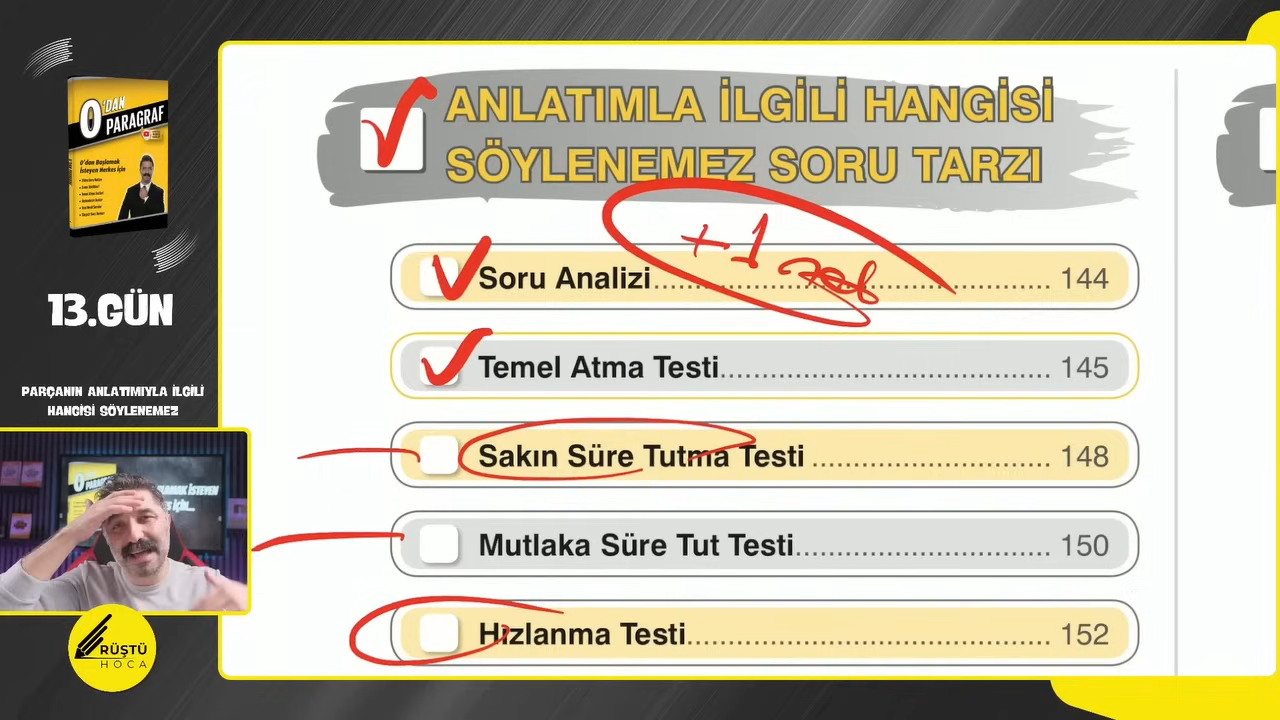 0'DAN
PARAGRAF
0'dan Başlamak
İsteyen Herkes İçin
13.GÜN
PARÇANIN ANLATIMIYLA İLGİLİ
HANGİSİ SÖYLENEMEZ
RÜŞTÜ
HOCA
ANLATIMLA İLGİLİ HANGİSİ
SÖYLENEMEZ SORU TARZI
+1
Soru Analizi 144
Temel Atma Testi 145
Sakın Süre Tutma Testi 148
Mutlaka Süre Tut Testi 150
Hızlanma Testi 152